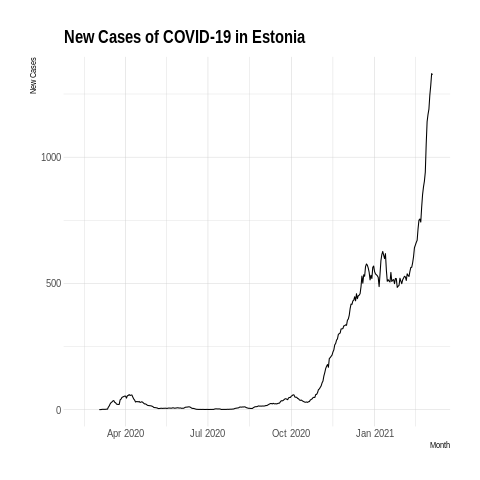 New Cases of COVID-19 in Estonia
New Cases
1000
500
0
Apr 2020 Jul 2020 Oct 2020 Jan 2021
Month